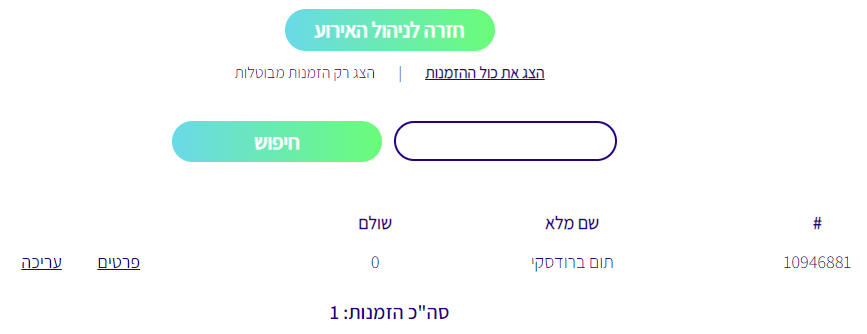 חזרה לניהול האירוע
הצג את כול ההזמנות | הצג רק הזמנות מבוטלות
חיפוש
# שם מלא שולם
10946881 תום ברודסקי 0 פרטים עריכה
סה"כ הזמנות: 1